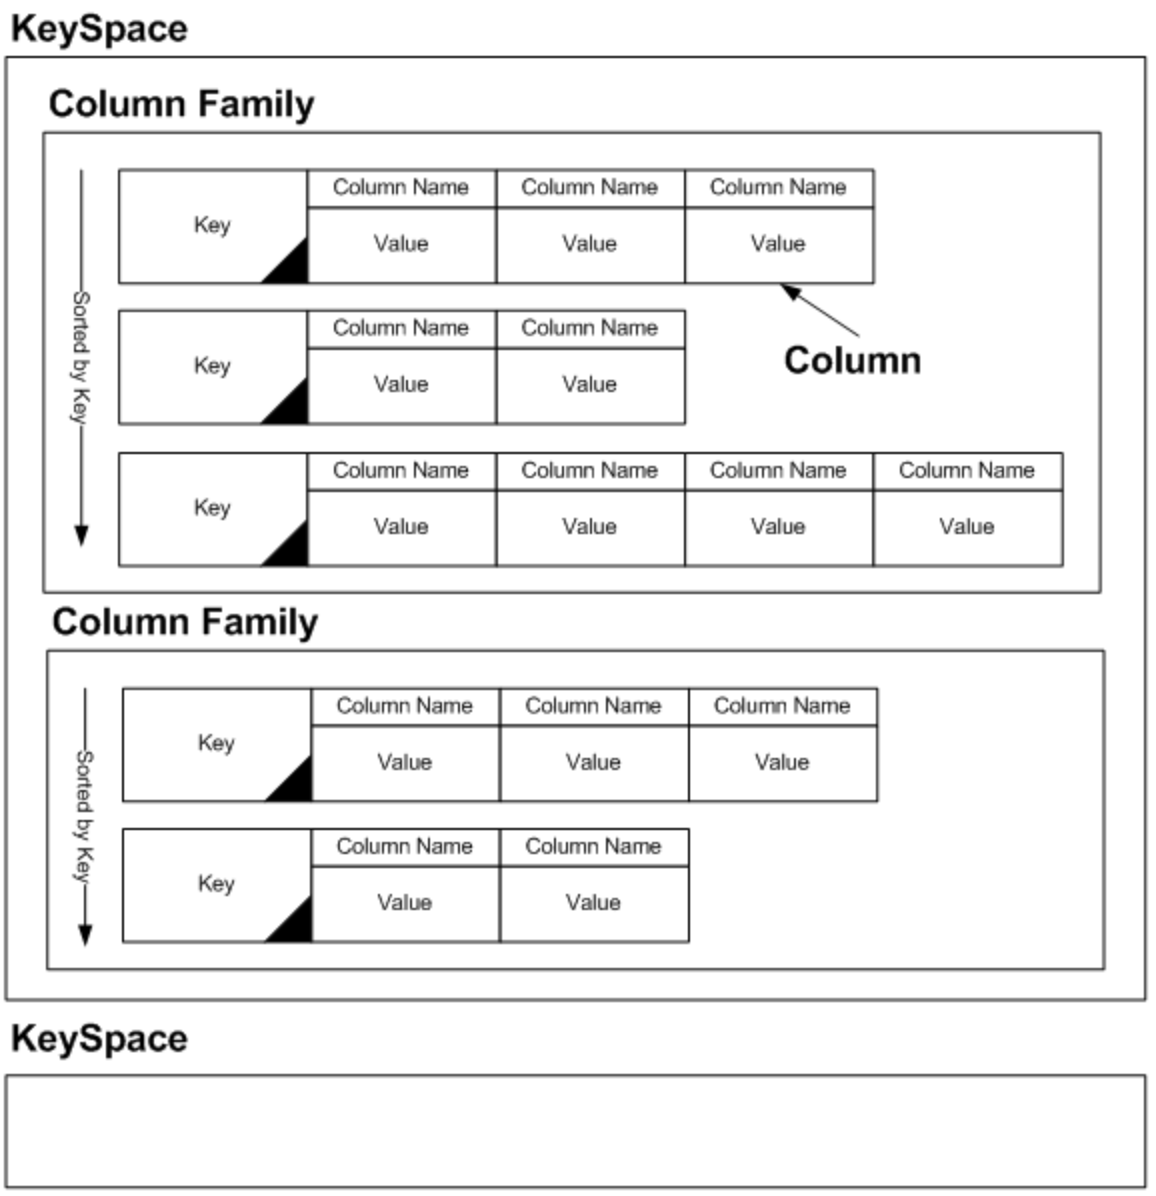 KeySpace
Column Family
Column Name Column Name Column Name
Key
Value Value Value
Column Name Column Name
Key
Value Value
Column
Sorted by Key
Column Name Column Name Column Name Column Name
Key
Value Value Value Value
Column Family
Column Name Column Name Column Name
Key
Value Value Value
Sorted by Key
Column Name Column Name
Key
Value Value
KeySpace